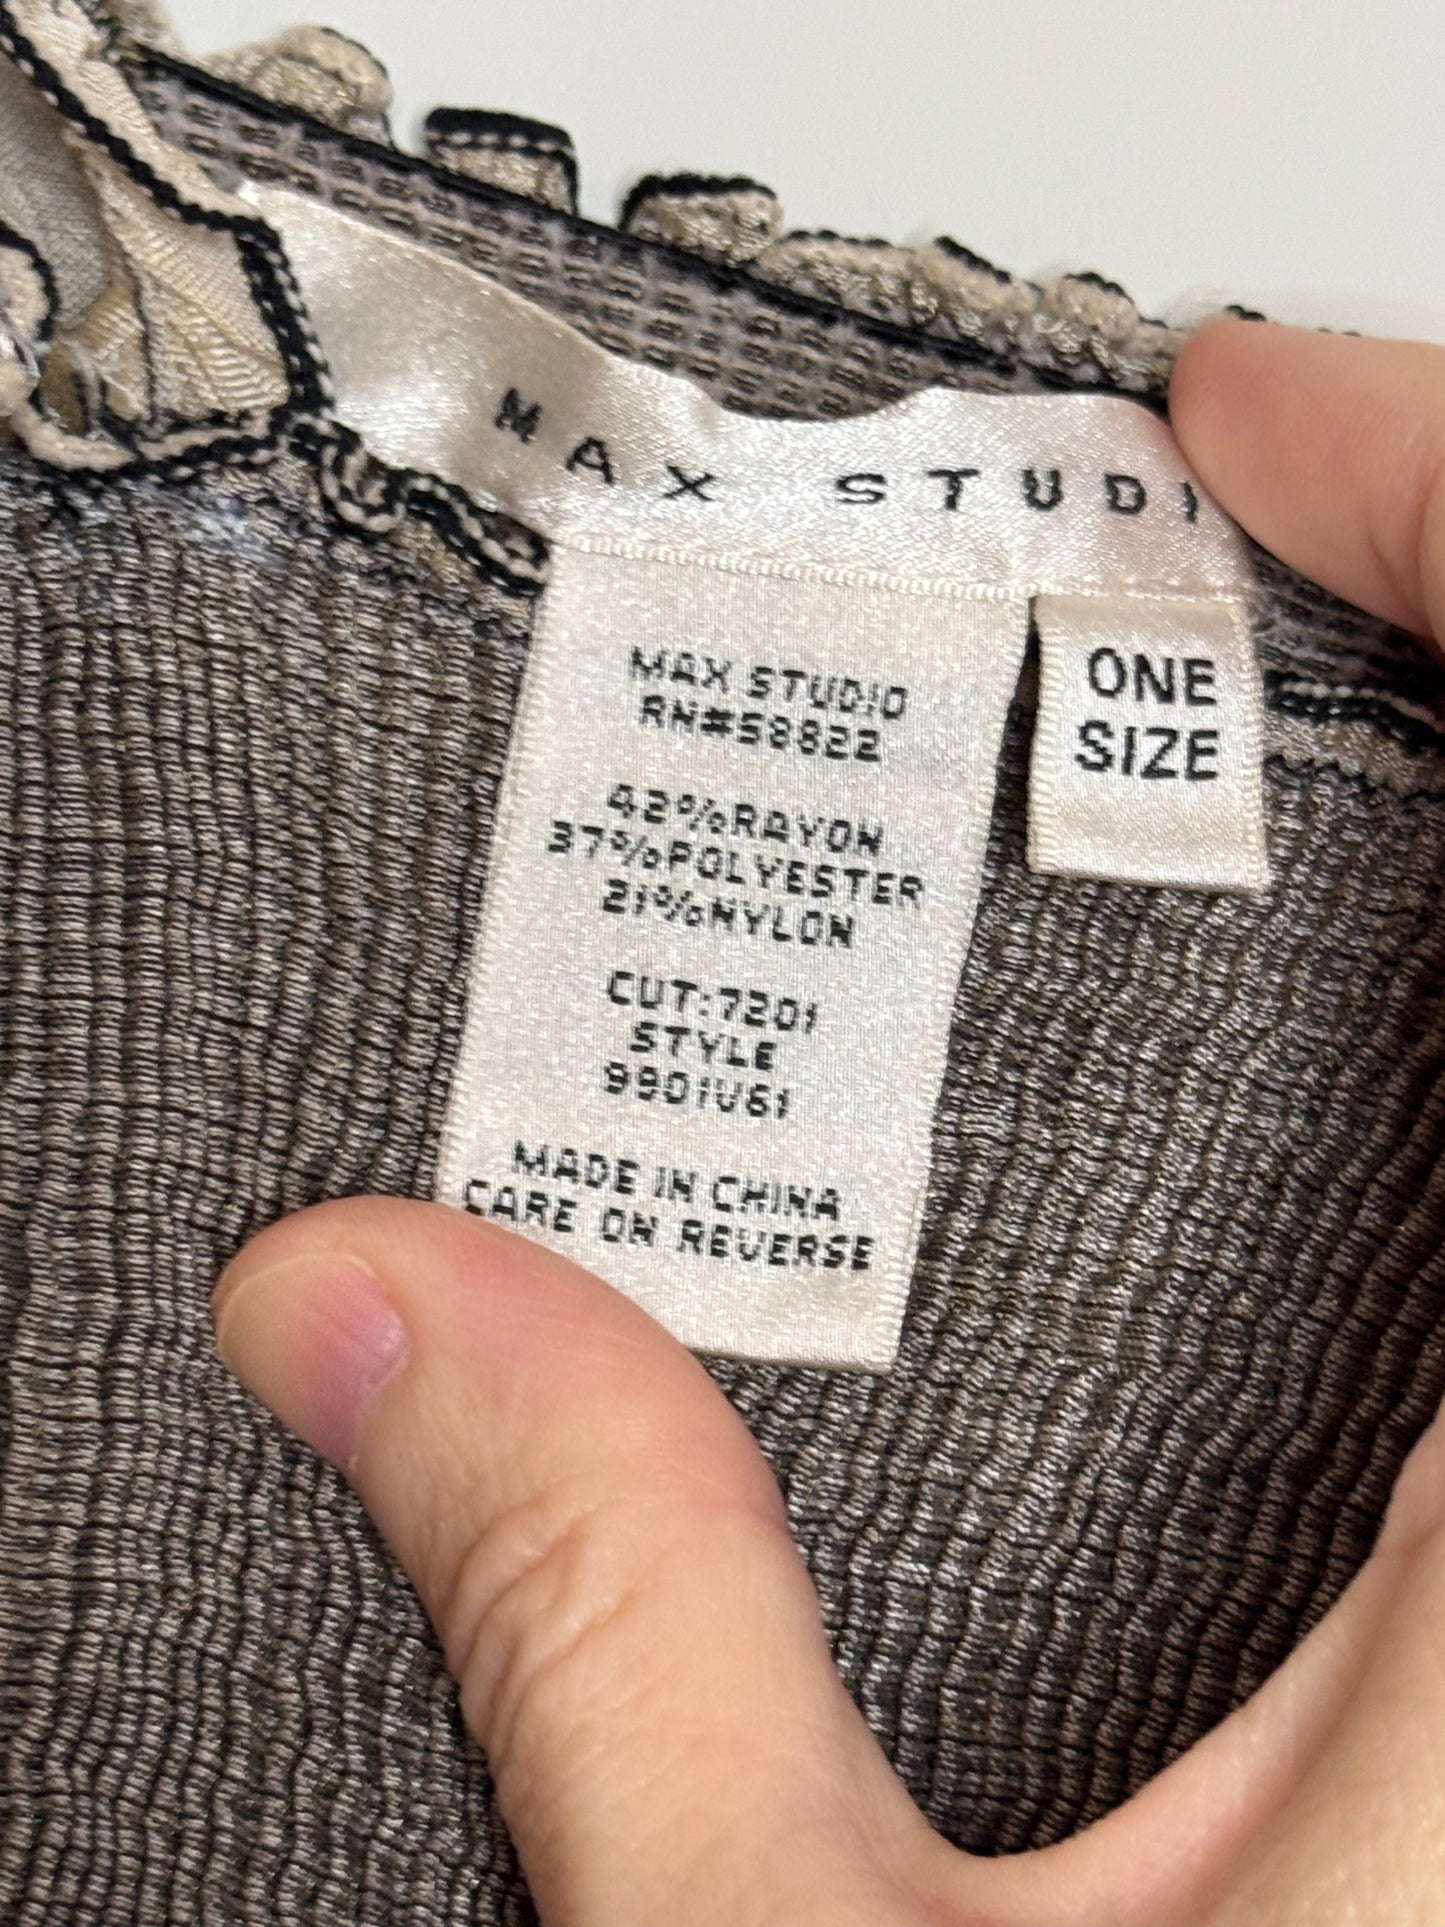 MAX STUDI
MAX STUDIO
RN#58822
42%RAYON
37%POLYESTER
21%NYLON
CUT:7201
STYLE
9901V61
MADE IN CHINA
CARE ON REVERSE
ONE
SIZE